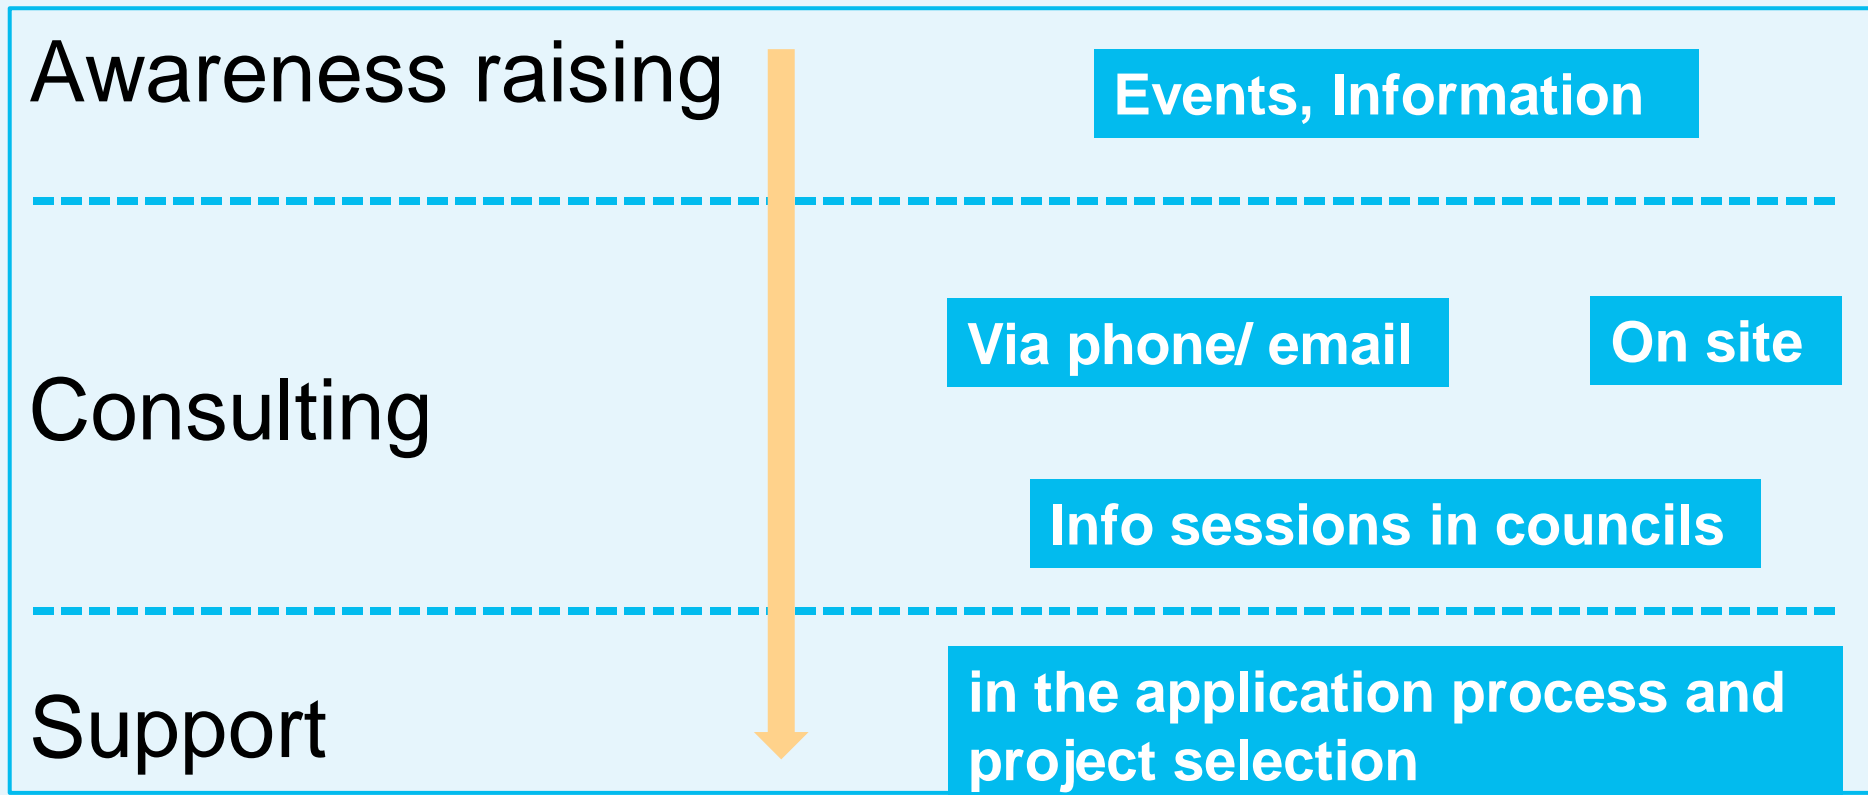 Awareness raising
Events, Information
Via phone/ email
On site
Consulting
Info sessions in councils
Support
in the application process and
project selection